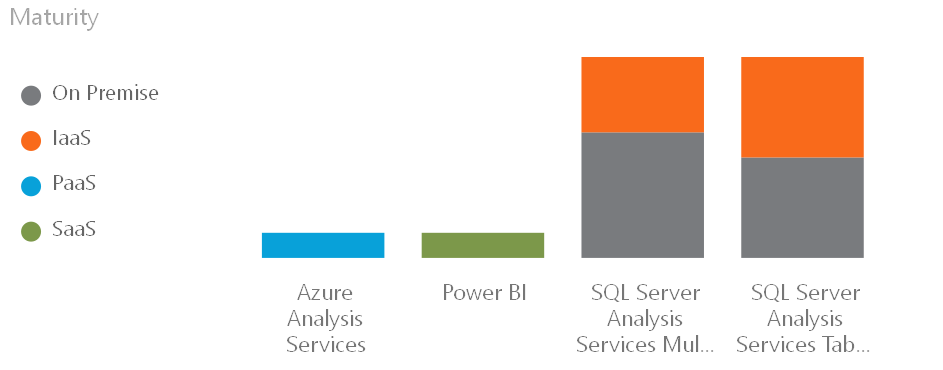 Maturity
On Premise
IaaS
PaaS
SaaS
Azure
Analysis
Services
Power BI
SQL Server
Analysis
Services Mul...
SQL Server
Analysis
Services Tab...